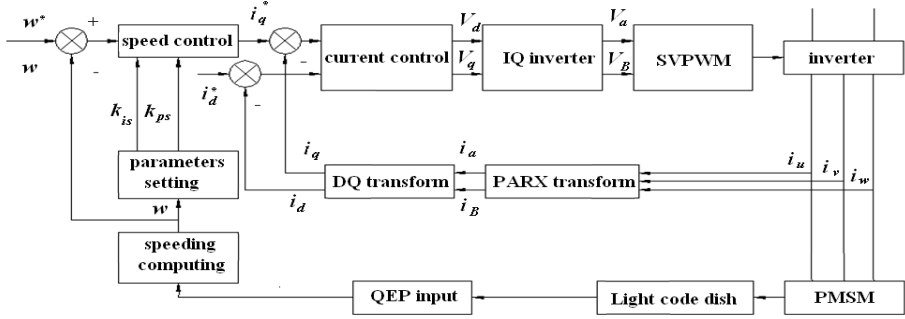 w*
+
i_q^*
V_d
V_a
speed control
current control
IQ inverter
SVPWM
inverter
w
-
-
V_q
V_B
i_d^*
-
k_is
k_ps
i_q
i_a
i_u
i_v
i_w
parameters
setting
DQ transform
PARX transform
w
i_d
i_B
speeding
computing
QEP input
Light code dish
PMSM